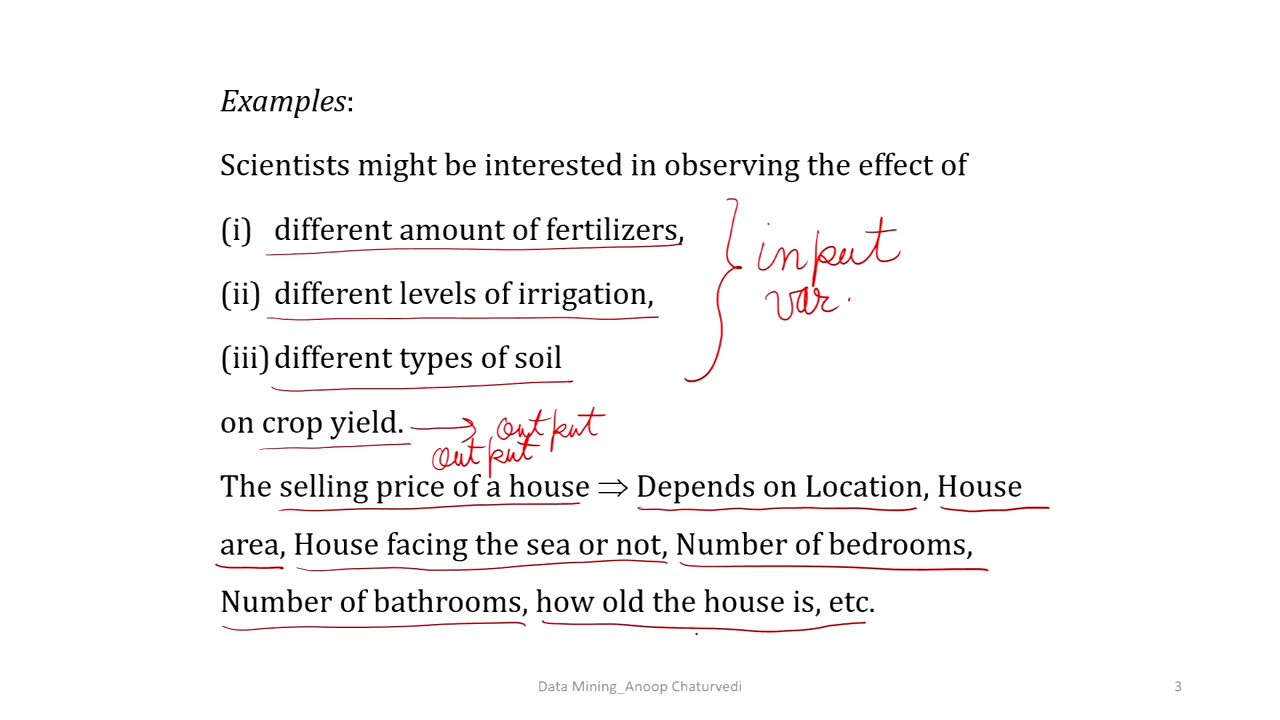 Examples:
Scientists might be interested in observing the effect of
(i) different amount of fertilizers,
input
(ii) different levels of irrigation,
var.
(iii) different types of soil
on crop yield. → output
output
The selling price of a house ⇒ Depends on Location, House
area, House facing the sea or not, Number of bedrooms,
Number of bathrooms, how old the house is, etc.
Data Mining_Anoop Chaturvedi 3